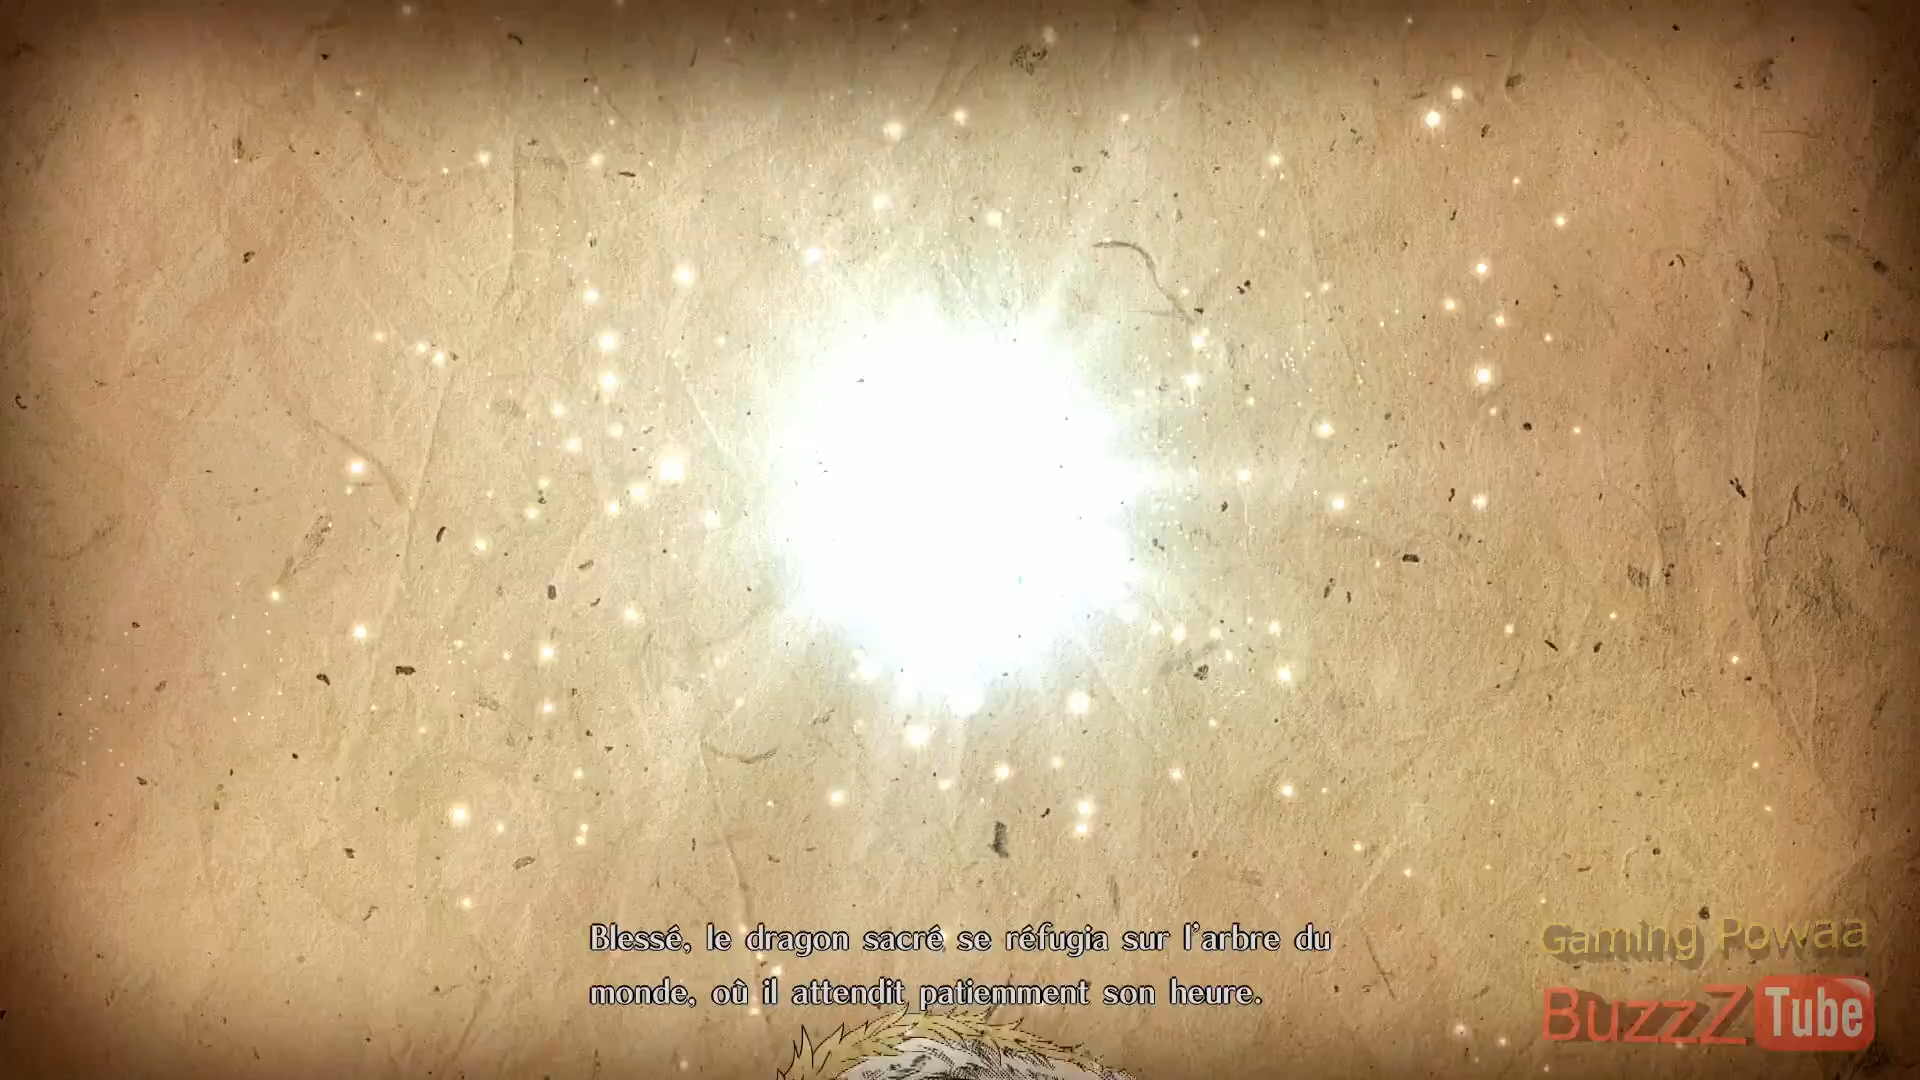 Blessé, le dragon sacré se réfugia sur l'arbre du
monde, où il attendit patiemment son heure.
Gaming Powaa
BuzzzZ Tube